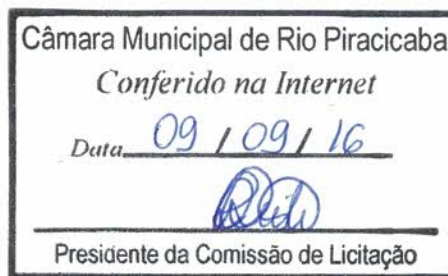 Câmara Municipal de Rio Piracicaba
Conferido na Internet
Data 09 / 09 / 16
Presidente da Comissão de Licitação